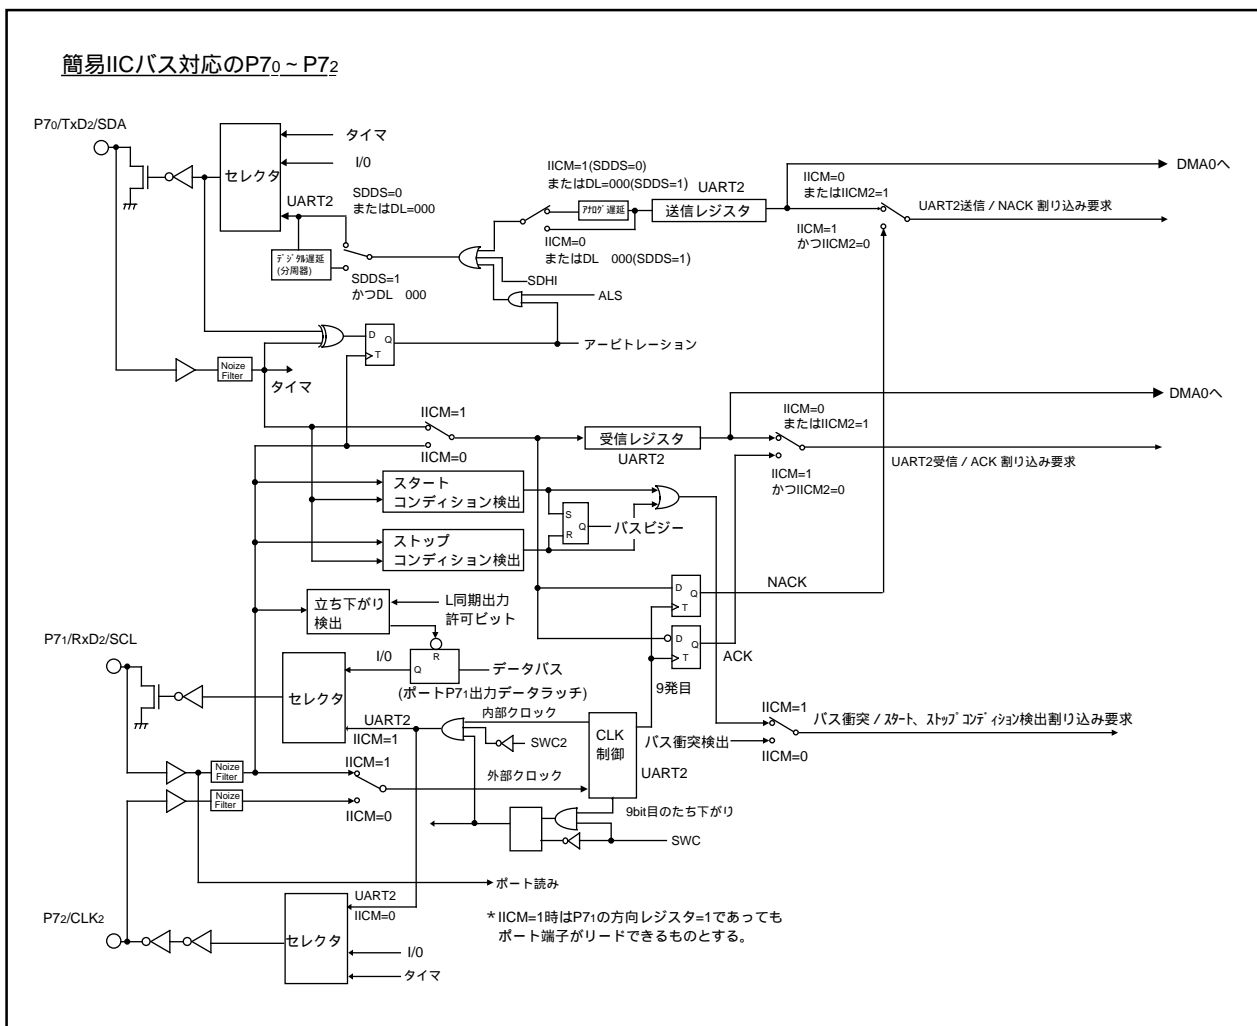 簡易IICバス対応のP70 ~ P72
P70/TxD2/SDA
セレクタ
タイマ
I/0
UART2
SDDS=0
またはDL=000
デジタル遅延
(分周器)
SDDS=1
かつDL 000
IICM=1(SDDS=0)
またはDL=000(SDDS=1)
アナログ遅延
IICM=0
またはDL 000(SDDS=1)
UART2
送信レジスタ
SDHI
ALS
DMA0へ
IICM=0
またはIICM2=1
UART2送信 / NACK 割り込み要求
IICM=1
かつIICM2=0
D
Q
T
アービトレーション
Noize
Filter
タイマ
IICM=1
IICM=0
受信レジスタ
UART2
DMA0へ
IICM=0
またはIICM2=1
UART2受信 / ACK 割り込み要求
IICM=1
かつIICM2=0
スタート
コンディション検出
S
Q
R
バスビジー
ストップ
コンディション検出
D
Q
T
NACK
D
Q
T
ACK
9発目
立ち下がり
検出
L同期出力
許可ビット
P71/RxD2/SCL
I/0
R
Q
データバス
(ポートP71出力データラッチ)
セレクタ
UART2
IICM=1
内部クロック
SWC2
CLK
制御
UART2
バス衝突検出
IICM=1
IICM=0
バス衝突 / スタート、ストップコンディション検出割り込み要求
Noize
Filter
IICM=1
外部クロック
Noize
Filter
IICM=0
9bit目のたち下がり
SWC
ポート読み
P72/CLK2
UART2
IICM=0
セレクタ
I/0
タイマ
*IICM=1時はP71の方向レジスタ=1であっても
ポート端子がリードできるものとする。